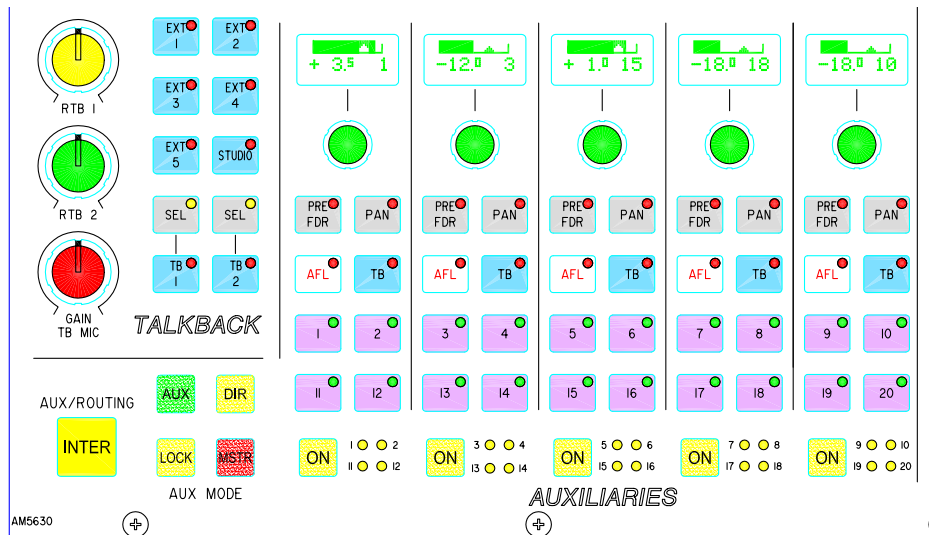 EXT 1
EXT 2
+ 3.5 1
-12.0 3
+ 1.0 15
-18.0 18
-18.0 10
RTB 1
EXT 3
EXT 4
EXT 5
STUDIO
RTB 2
SEL
SEL
PRE FDR
PAN
PRE FDR
PAN
PRE FDR
PAN
PRE FDR
PAN
PRE FDR
PAN
TB 1
TB 2
AFL
TB
AFL
TB
AFL
TB
AFL
TB
AFL
TB
GAIN
TB MIC
TALKBACK
1
2
3
4
5
6
7
8
9
10
11
12
13
14
15
16
17
18
19
20
AUX/ROUTING
AUX
DIR
INTER
LOCK
MSTR
AUX MODE
ON
1
2
11
12
ON
3
4
13
14
ON
5
6
15
16
ON
7
8
17
18
ON
9
10
19
20
AUXILIARIES
AM5630